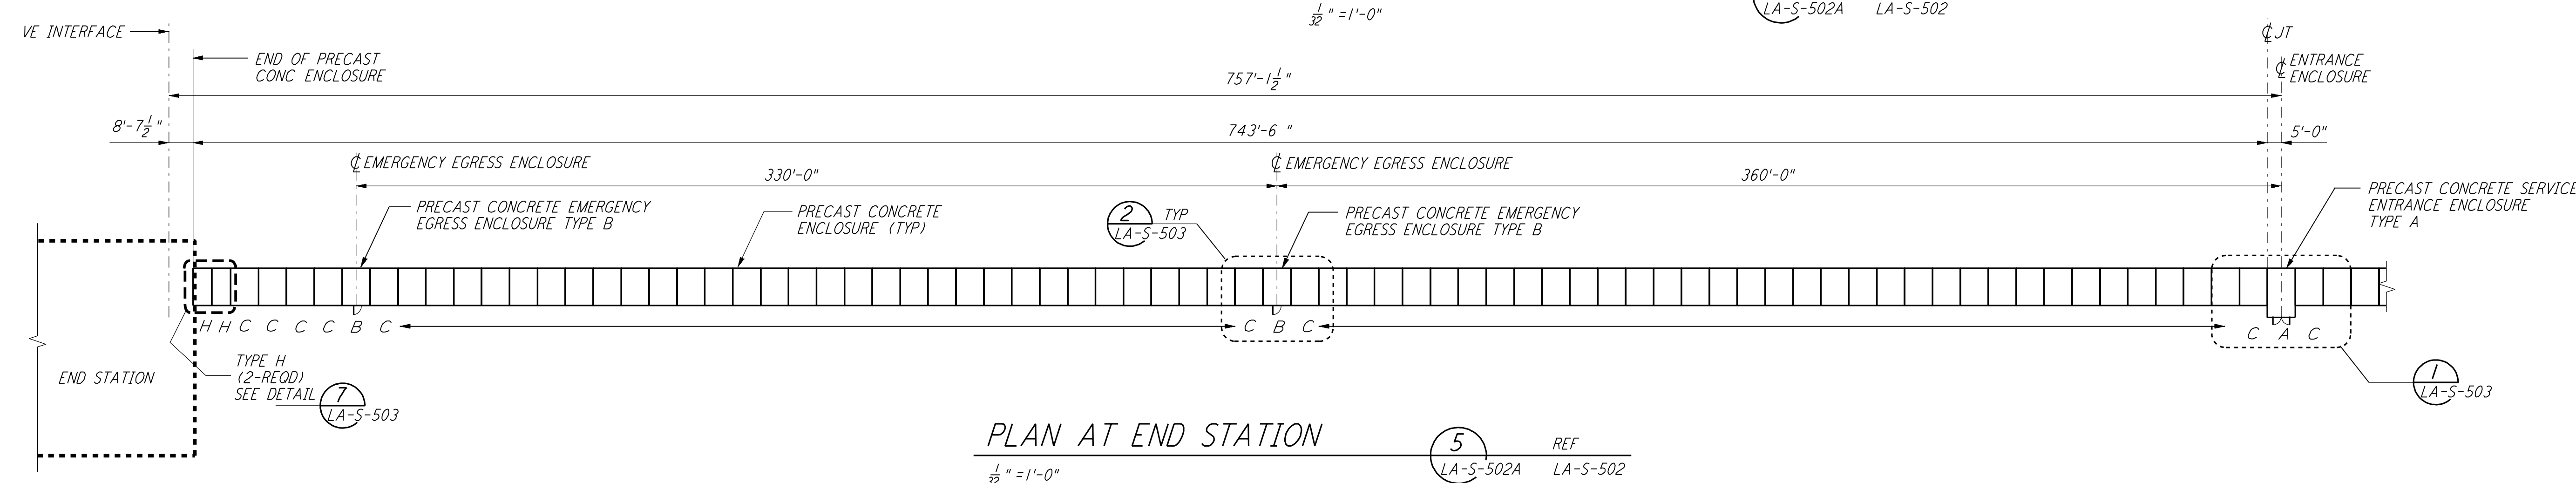 1/32 " =1'-0"
LA-S-502A LA-S-502
VE INTERFACE
END OF PRECAST
CONC ENCLOSURE
℄ JT
℄ ENTRANCE
ENCLOSURE
757'-1 1/2 "
8'-7 1/2 "
743'-6 "
5'-0"
℄ EMERGENCY EGRESS ENCLOSURE
℄ EMERGENCY EGRESS ENCLOSURE
330'-0"
360'-0"
PRECAST CONCRETE EMERGENCY
EGRESS ENCLOSURE TYPE B
PRECAST CONCRETE
ENCLOSURE (TYP)
2 TYP
LA-S-503
PRECAST CONCRETE EMERGENCY
EGRESS ENCLOSURE TYPE B
PRECAST CONCRETE SERVICE
ENTRANCE ENCLOSURE
TYPE A
H H C C C C B C
C B C
C A C
END STATION
TYPE H
(2-REQD)
SEE DETAIL
7
LA-S-503
1
LA-S-503
PLAN AT END STATION
5 REF
1/32 " =1'-0"
LA-S-502A LA-S-502